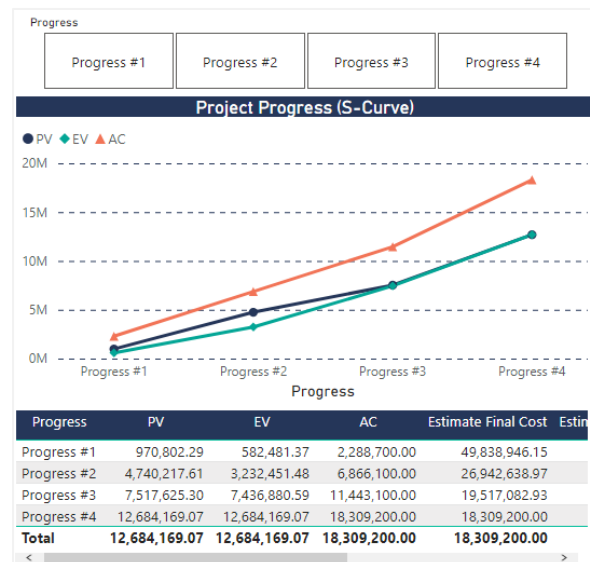 Progress
Progress #1 Progress #2 Progress #3 Progress #4
Project Progress (S-Curve)
PV EV AC
20M
15M
10M
5M
0M
Progress #1 Progress #2 Progress #3 Progress #4
Progress
Progress PV EV AC Estimate Final Cost Estin
Progress #1 970,802.29 582,481.37 2,288,700.00 49,838,946.15
Progress #2 4,740,217.61 3,232,451.48 6,866,100.00 26,942,638.97
Progress #3 7,517,625.30 7,436,880.59 11,443,100.00 19,517,082.93
Progress #4 12,684,169.07 12,684,169.07 18,309,200.00 18,309,200.00
Total 12,684,169.07 12,684,169.07 18,309,200.00 18,309,200.00